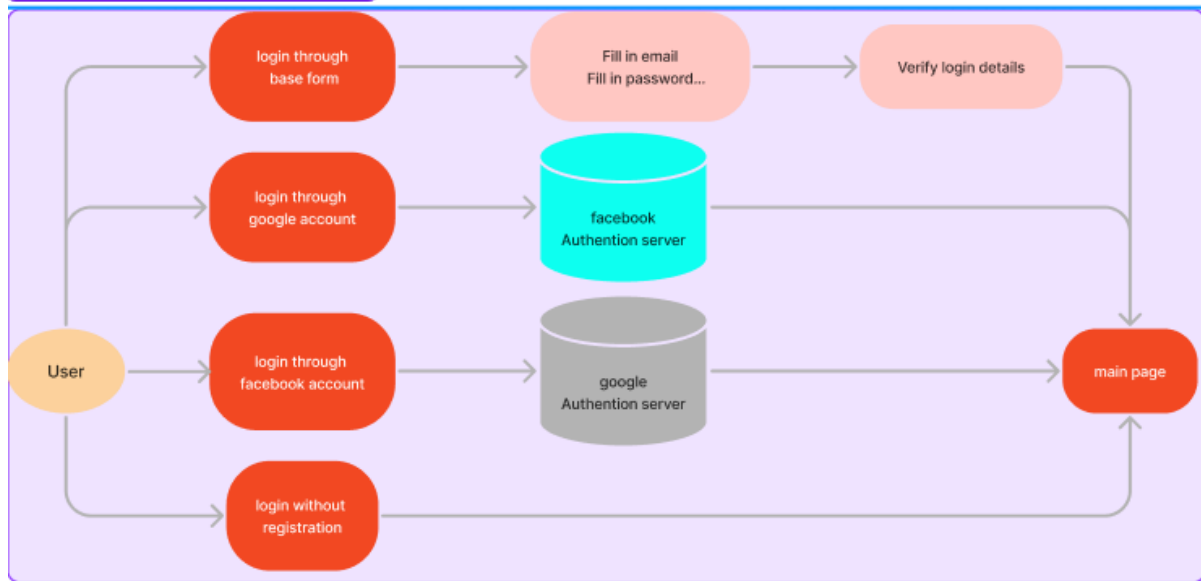 login through
base form
Fill in email
Fill in password...
Verify login details
login through
google account
facebook
Authention server
User
login through
facebook account
google
Authention server
main page
login without
registration